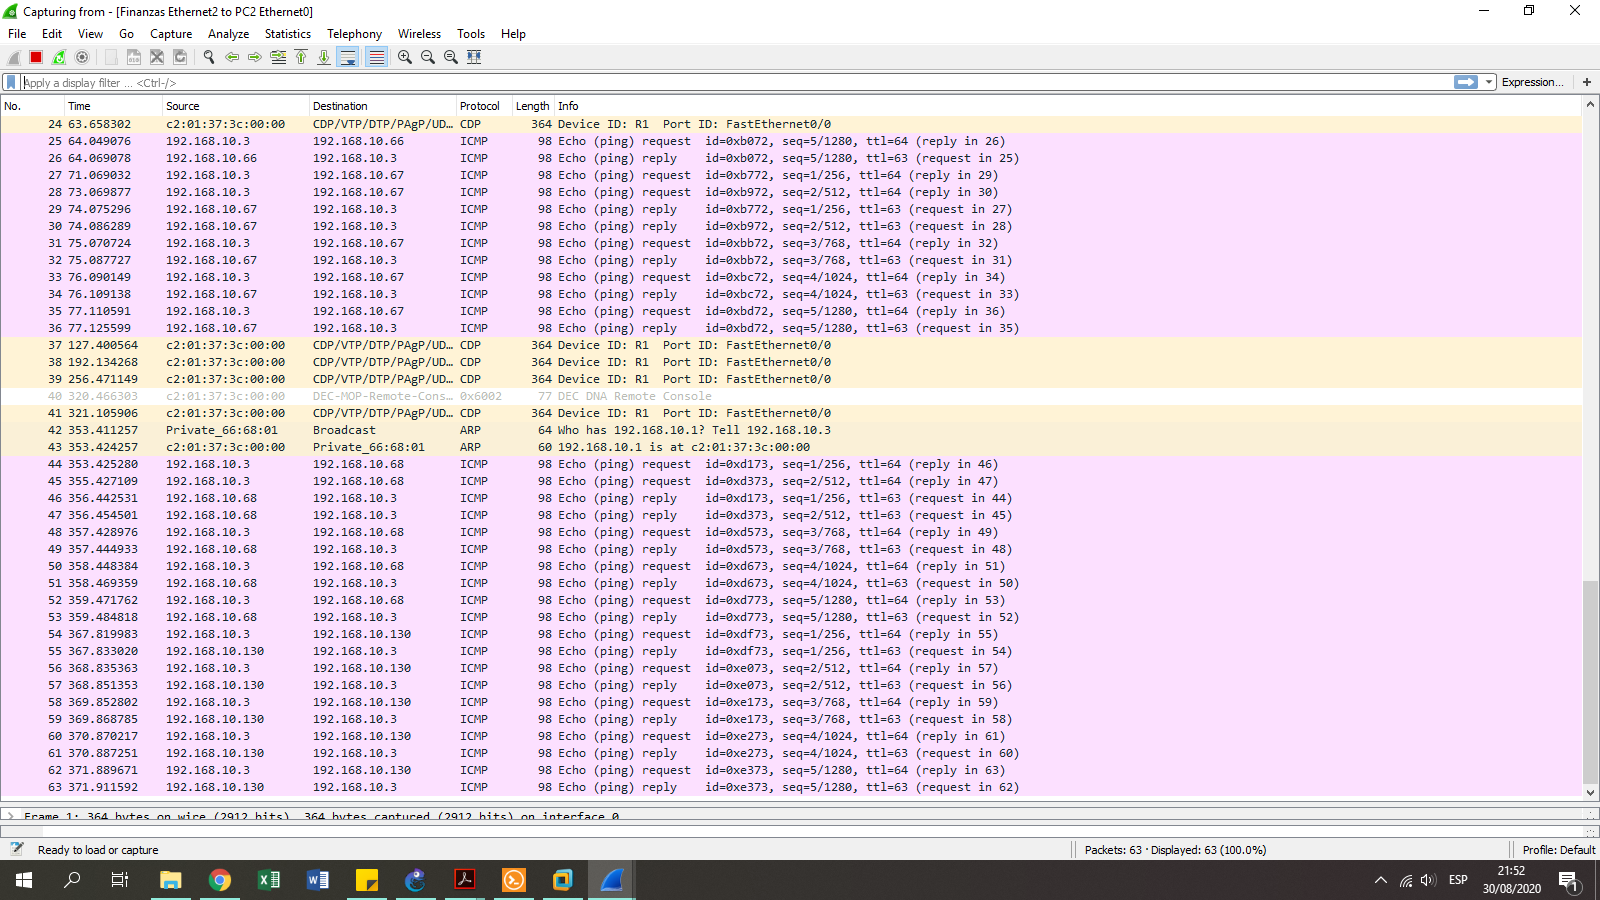 Capturing from - [Finanzas Ethernet2 to PC2 Ethernet0]
File Edit View Go Capture Analyze Statistics Telephony Wireless Tools Help
Apply a display filter ... <Ctrl-/> Expression... +
No. Time Source Destination Protocol Length Info
24 63.658302 c2:01:37:3c:00:00 CDP/VTP/DTP/PAgP/UD... CDP 364 Device ID: R1 Port ID: FastEthernet0/0
25 64.049076 192.168.10.3 192.168.10.66 ICMP 98 Echo (ping) request id=0xb072, seq=5/1280, ttl=64 (reply in 26)
26 64.069078 192.168.10.66 192.168.10.3 ICMP 98 Echo (ping) reply id=0xb072, seq=5/1280, ttl=63 (request in 25)
27 71.069032 192.168.10.3 192.168.10.67 ICMP 98 Echo (ping) request id=0xb772, seq=1/256, ttl=64 (reply in 29)
28 73.069877 192.168.10.3 192.168.10.67 ICMP 98 Echo (ping) request id=0xb972, seq=2/512, ttl=64 (reply in 30)
29 74.075296 192.168.10.67 192.168.10.3 ICMP 98 Echo (ping) reply id=0xb772, seq=1/256, ttl=63 (request in 27)
30 74.086289 192.168.10.67 192.168.10.3 ICMP 98 Echo (ping) reply id=0xb972, seq=2/512, ttl=63 (request in 28)
31 75.070724 192.168.10.3 192.168.10.67 ICMP 98 Echo (ping) request id=0xbb72, seq=3/768, ttl=64 (reply in 32)
32 75.087727 192.168.10.67 192.168.10.3 ICMP 98 Echo (ping) reply id=0xbb72, seq=3/768, ttl=63 (request in 31)
33 76.090149 192.168.10.3 192.168.10.67 ICMP 98 Echo (ping) request id=0xbc72, seq=4/1024, ttl=64 (reply in 34)
34 76.109138 192.168.10.67 192.168.10.3 ICMP 98 Echo (ping) reply id=0xbc72, seq=4/1024, ttl=63 (request in 33)
35 77.110591 192.168.10.3 192.168.10.67 ICMP 98 Echo (ping) request id=0xbd72, seq=5/1280, ttl=64 (reply in 36)
36 77.125599 192.168.10.67 192.168.10.3 ICMP 98 Echo (ping) reply id=0xbd72, seq=5/1280, ttl=63 (request in 35)
37 127.400564 c2:01:37:3c:00:00 CDP/VTP/DTP/PAgP/UD... CDP 364 Device ID: R1 Port ID: FastEthernet0/0
38 192.134268 c2:01:37:3c:00:00 CDP/VTP/DTP/PAgP/UD... CDP 364 Device ID: R1 Port ID: FastEthernet0/0
39 256.471149 c2:01:37:3c:00:00 CDP/VTP/DTP/PAgP/UD... CDP 364 Device ID: R1 Port ID: FastEthernet0/0
40 320.466303 c2:01:37:3c:00:00 DEC-MOP-Remote-Cons... 0x6002 77 DEC DNA Remote Console
41 321.105906 c2:01:37:3c:00:00 CDP/VTP/DTP/PAgP/UD... CDP 364 Device ID: R1 Port ID: FastEthernet0/0
42 353.411257 Private_66:68:01 Broadcast ARP 64 Who has 192.168.10.1? Tell 192.168.10.3
43 353.424257 c2:01:37:3c:00:00 Private_66:68:01 ARP 60 192.168.10.1 is at c2:01:37:3c:00:00
44 353.425280 192.168.10.3 192.168.10.68 ICMP 98 Echo (ping) request id=0xd173, seq=1/256, ttl=64 (reply in 46)
45 355.427109 192.168.10.3 192.168.10.68 ICMP 98 Echo (ping) request id=0xd373, seq=2/512, ttl=64 (reply in 47)
46 356.442531 192.168.10.68 192.168.10.3 ICMP 98 Echo (ping) reply id=0xd173, seq=1/256, ttl=63 (request in 44)
47 356.454501 192.168.10.68 192.168.10.3 ICMP 98 Echo (ping) reply id=0xd373, seq=2/512, ttl=63 (request in 45)
48 357.428976 192.168.10.3 192.168.10.68 ICMP 98 Echo (ping) request id=0xd573, seq=3/768, ttl=64 (reply in 49)
49 357.444933 192.168.10.68 192.168.10.3 ICMP 98 Echo (ping) reply id=0xd573, seq=3/768, ttl=63 (request in 48)
50 358.448384 192.168.10.3 192.168.10.68 ICMP 98 Echo (ping) request id=0xd673, seq=4/1024, ttl=64 (reply in 51)
51 358.469359 192.168.10.68 192.168.10.3 ICMP 98 Echo (ping) reply id=0xd673, seq=4/1024, ttl=63 (request in 50)
52 359.471762 192.168.10.3 192.168.10.68 ICMP 98 Echo (ping) request id=0xd773, seq=5/1280, ttl=64 (reply in 53)
53 359.484818 192.168.10.68 192.168.10.3 ICMP 98 Echo (ping) reply id=0xd773, seq=5/1280, ttl=63 (request in 52)
54 367.819983 192.168.10.3 192.168.10.130 ICMP 98 Echo (ping) request id=0xdf73, seq=1/256, ttl=64 (reply in 55)
55 367.833020 192.168.10.130 192.168.10.3 ICMP 98 Echo (ping) reply id=0xdf73, seq=1/256, ttl=63 (request in 54)
56 368.835363 192.168.10.3 192.168.10.130 ICMP 98 Echo (ping) request id=0xe073, seq=2/512, ttl=64 (reply in 57)
57 368.851353 192.168.10.130 192.168.10.3 ICMP 98 Echo (ping) reply id=0xe073, seq=2/512, ttl=63 (request in 56)
58 369.852802 192.168.10.3 192.168.10.130 ICMP 98 Echo (ping) request id=0xe173, seq=3/768, ttl=64 (reply in 59)
59 369.868785 192.168.10.130 192.168.10.3 ICMP 98 Echo (ping) reply id=0xe173, seq=3/768, ttl=63 (request in 58)
60 370.870217 192.168.10.3 192.168.10.130 ICMP 98 Echo (ping) request id=0xe273, seq=4/1024, ttl=64 (reply in 61)
61 370.887251 192.168.10.130 192.168.10.3 ICMP 98 Echo (ping) reply id=0xe273, seq=4/1024, ttl=63 (request in 60)
62 371.889671 192.168.10.3 192.168.10.130 ICMP 98 Echo (ping) request id=0xe373, seq=5/1280, ttl=64 (reply in 63)
63 371.911592 192.168.10.130 192.168.10.3 ICMP 98 Echo (ping) reply id=0xe373, seq=5/1280, ttl=63 (request in 62)
Frame 1: 364 bytes on wire (2912 bits), 364 bytes captured (2912 bits) on interface 0
Ready to load or capture Packets: 63 · Displayed: 63 (100.0%) Profile: Default
ESP 21:52
30/08/2020 1